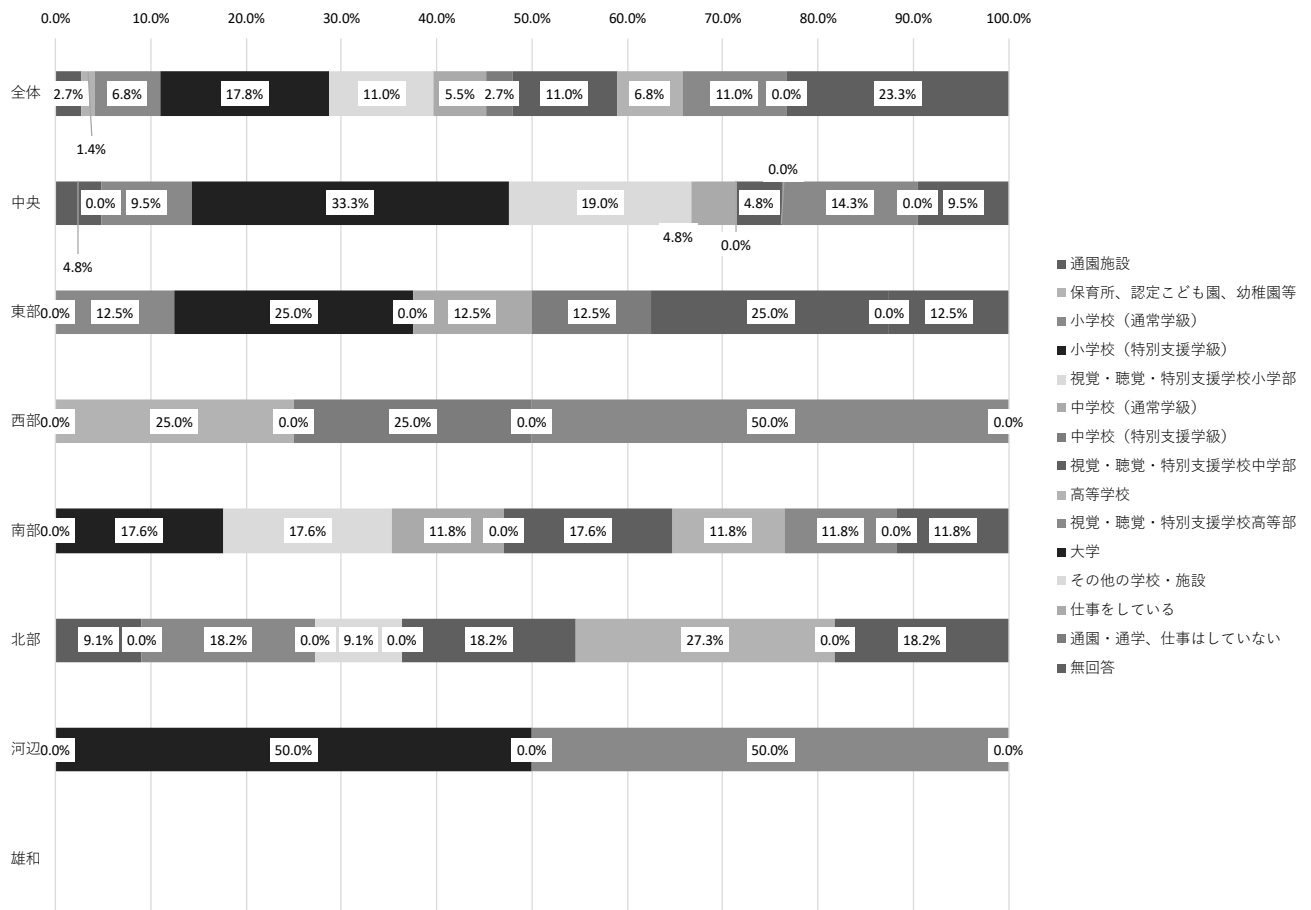 0.0% 10.0% 20.0% 30.0% 40.0% 50.0% 60.0% 70.0% 80.0% 90.0% 100.0%
全体 2.7% 6.8% 17.8% 11.0% 5.5% 2.7% 11.0% 6.8% 11.0% 0.0% 23.3%
1.4%
0.0%
中央 0.0% 9.5% 33.3% 19.0% 4.8% 14.3% 0.0% 9.5%
4.8% 0.0%
4.8%
東部 0.0% 12.5% 25.0% 0.0% 12.5% 12.5% 25.0% 0.0% 12.5%
西部 0.0% 25.0% 0.0% 25.0% 0.0% 50.0% 0.0%
南部 0.0% 17.6% 17.6% 11.8% 0.0% 17.6% 11.8% 11.8% 0.0% 11.8%
北部 9.1% 0.0% 18.2% 0.0% 9.1% 0.0% 18.2% 27.3% 0.0% 18.2%
河辺 0.0% 50.0% 0.0% 50.0% 0.0%
雄和
通園施設
保育所、認定こども園、幼稚園等
小学校（通常学級）
小学校（特別支援学級）
視覚・聴覚・特別支援学校小学部
中学校（通常学級）
中学校（特別支援学級）
視覚・聴覚・特別支援学校中学部
高等学校
視覚・聴覚・特別支援学校高等部
大学
その他の学校・施設
仕事をしている
通園・通学、仕事はしていない
無回答